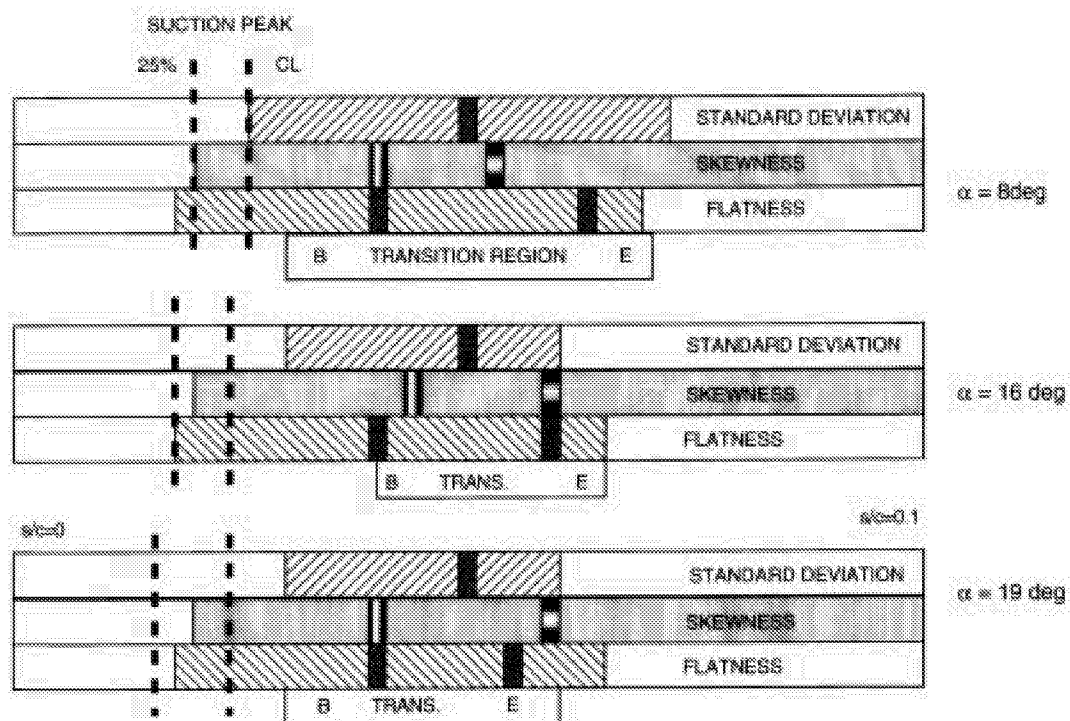 SUCTION PEAK
25% CL
STANDARD DEVIATION
SKEWNESS
FLATNESS
α = 8deg
B TRANSITION REGION E
STANDARD DEVIATION
SKEWNESS
FLATNESS
α = 16 deg
B TRANS. E
s/c=0
s/c=0.1
STANDARD DEVIATION
SKEWNESS
FLATNESS
α = 19 deg
B TRANS. E